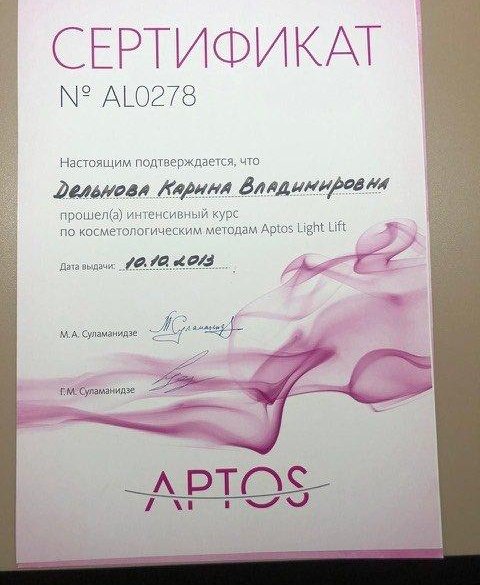 СЕРТИФИКАТ
№ AL0278
Настоящим подтверждается, что
Дельнова Карина Владимировна
прошел(а) интенсивный курс
по косметологическим методам Aptos Light Lift
Дата выдачи: 10.10.2013.
М.А. Суламанидзе
Г.М. Суламанидзе
APTOS